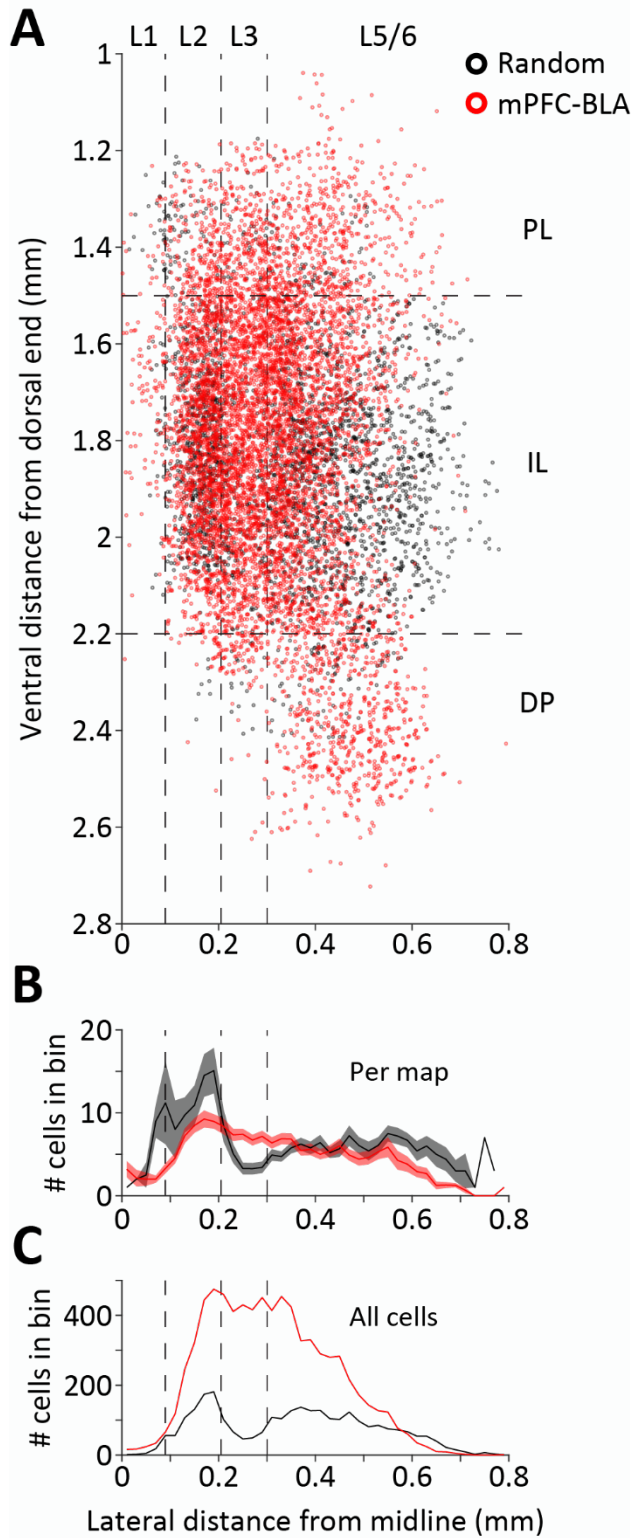 A
L1 L2 L3 L5/6
Random
mPFC-BLA
1
1.2
1.4
1.6
1.8
2
2.2
2.4
2.6
2.8
Ventral distance from dorsal end (mm)
PL
IL
DP
0 0.2 0.4 0.6 0.8
B
Per map
20
10
0
# cells in bin
0 0.2 0.4 0.6 0.8
C
All cells
400
200
0
# cells in bin
0 0.2 0.4 0.6 0.8
Lateral distance from midline (mm)